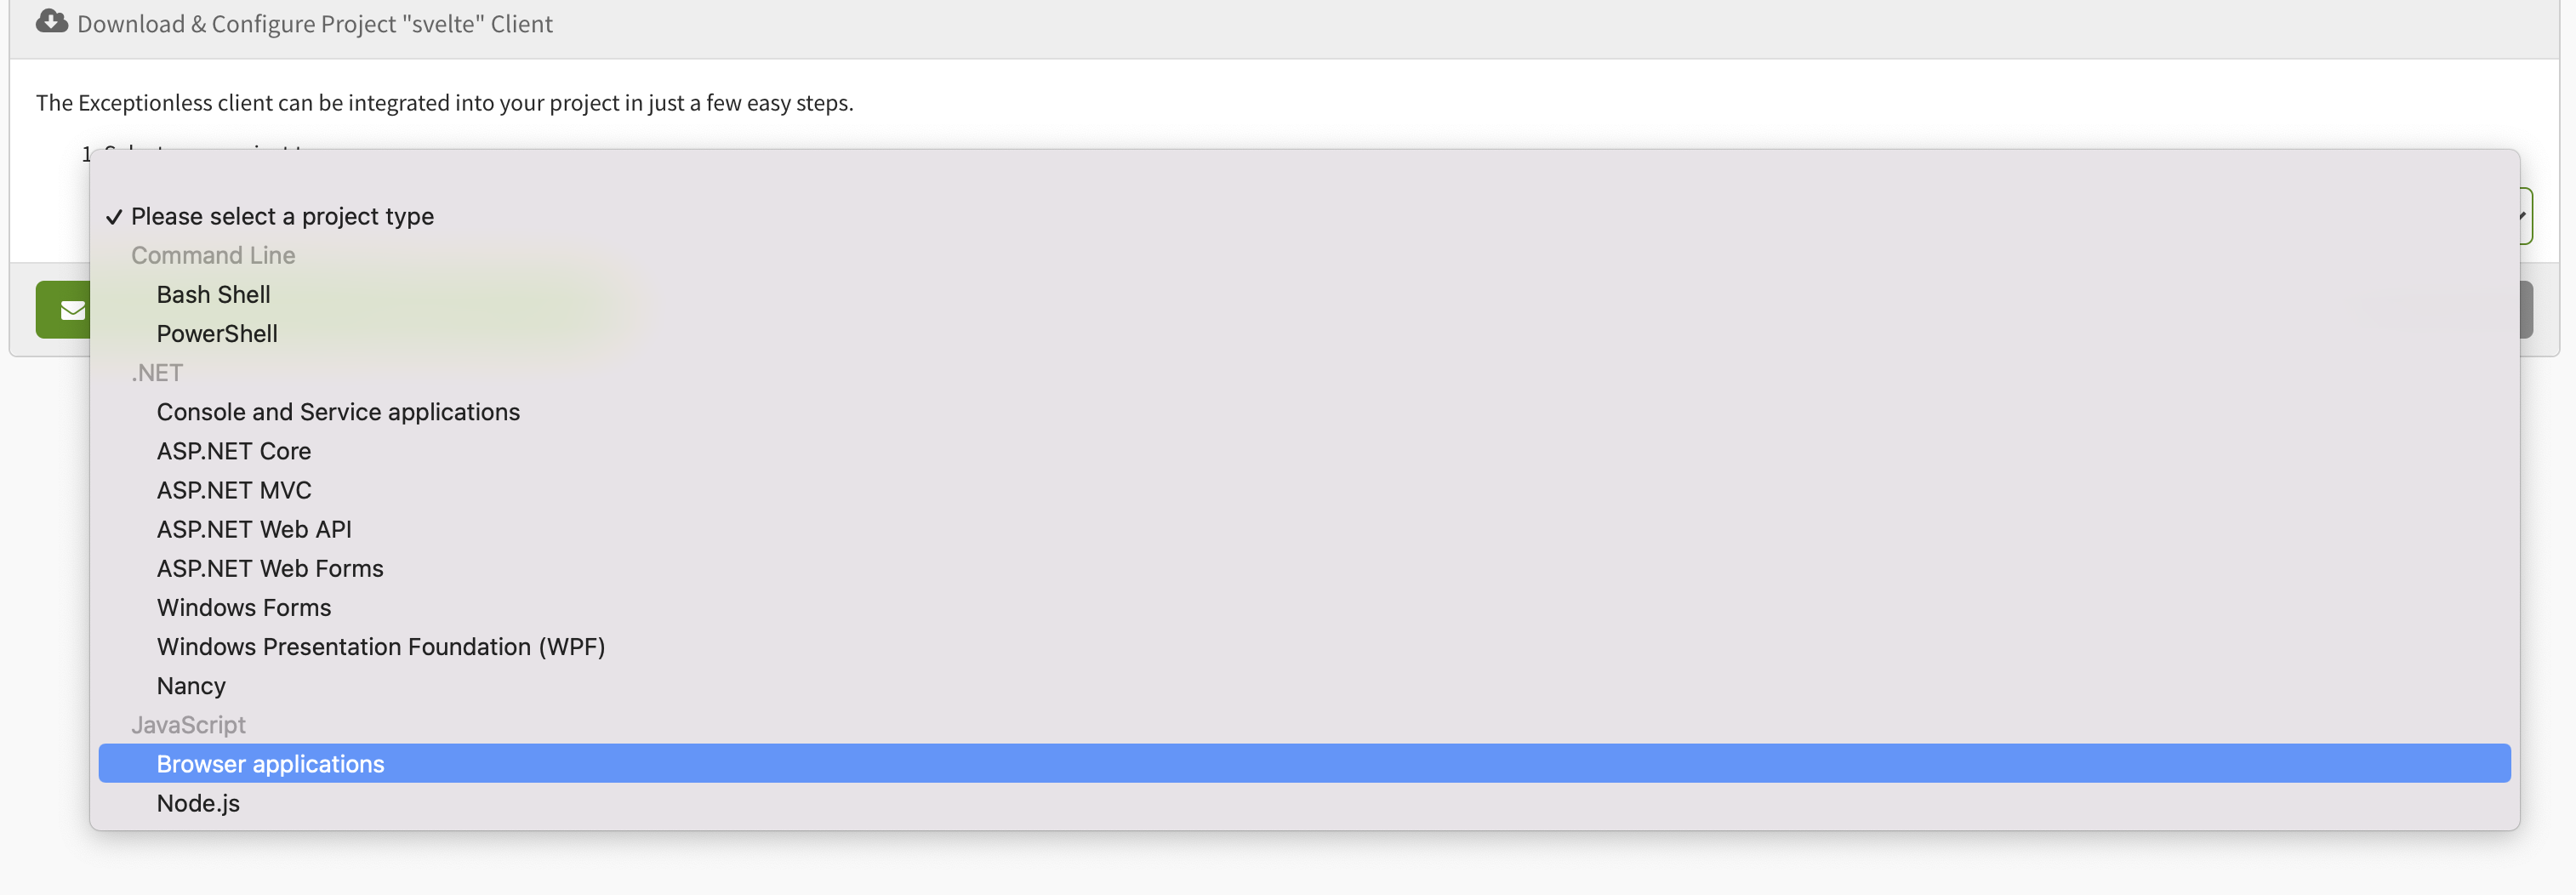 Download & Configure Project "svelte" Client
The Exceptionless client can be integrated into your project in just a few easy steps.
1.
Please select a project type
Command Line
Bash Shell
PowerShell
.NET
Console and Service applications
ASP.NET Core
ASP.NET MVC
ASP.NET Web API
ASP.NET Web Forms
Windows Forms
Windows Presentation Foundation (WPF)
Nancy
JavaScript
Browser applications
Node.js